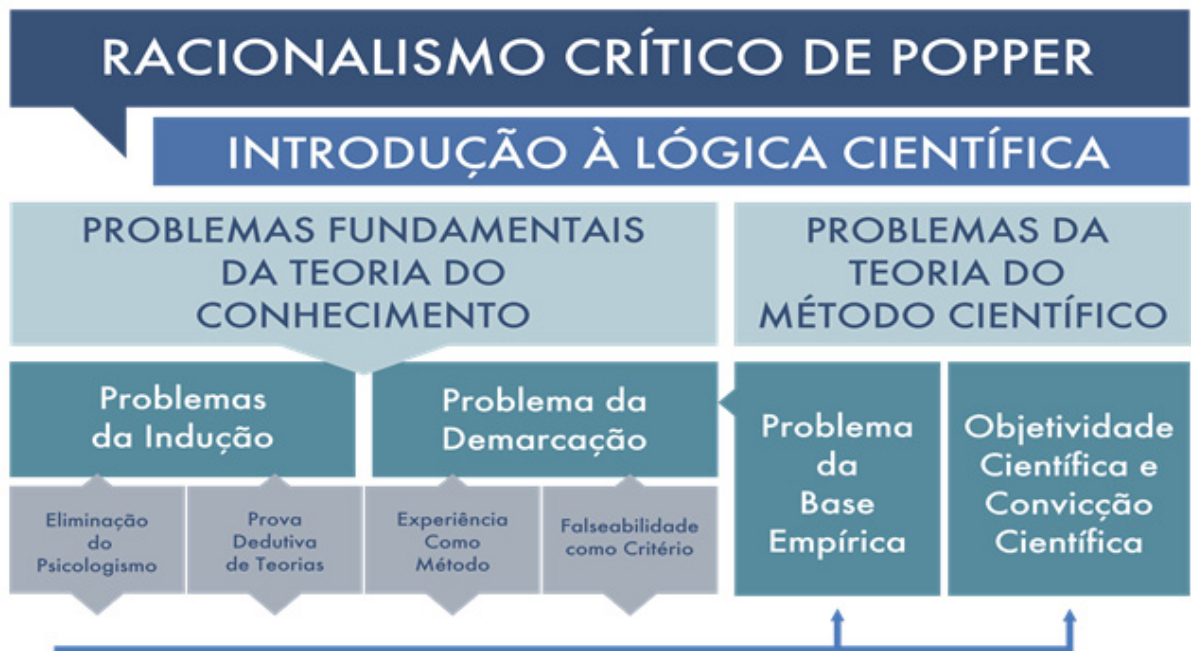 RACIONALISMO CRÍTICO DE POPPER
INTRODUÇÃO À LÓGICA CIENTÍFICA
PROBLEMAS FUNDAMENTAIS
DA TEORIA DO
CONHECIMENTO
PROBLEMAS DA
TEORIA DO
MÉTODO CIENTÍFICO
Problemas
da Indução
Problema da
Demarcação
Problema
da
Base
Empírica
Objetividade
Científica e
Convicção
Científica
Eliminação
do
Psicologismo
Prova
Dedutiva
de Teorias
Experiência
Como
Método
Falseabilidade
como Critério